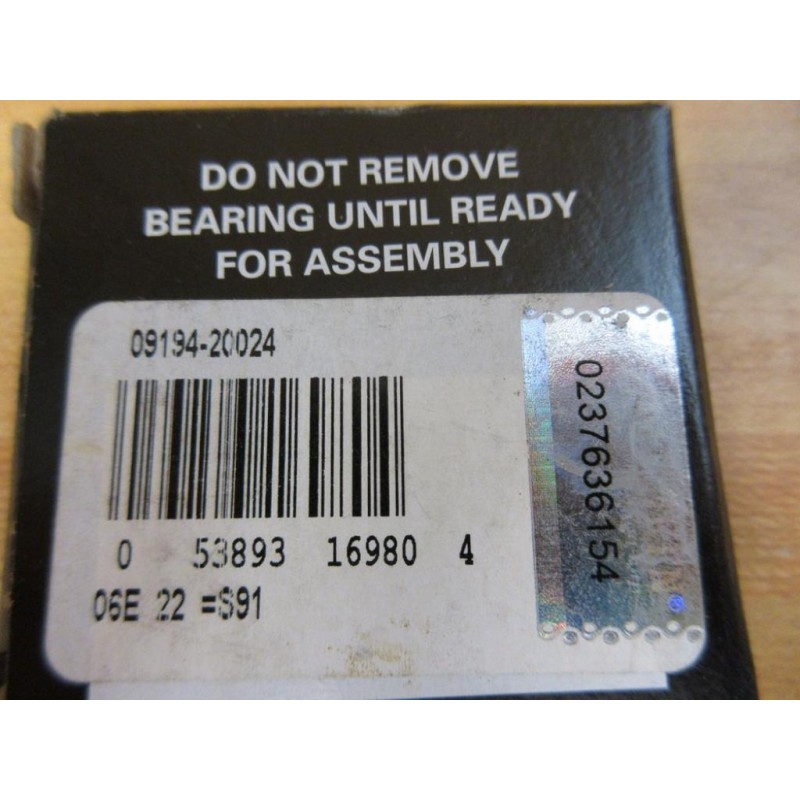 DO NOT REMOVE
BEARING UNTIL READY
FOR ASSEMBLY
09194-20024
0 53893 16980 4
06E 22 =S91
0237636154